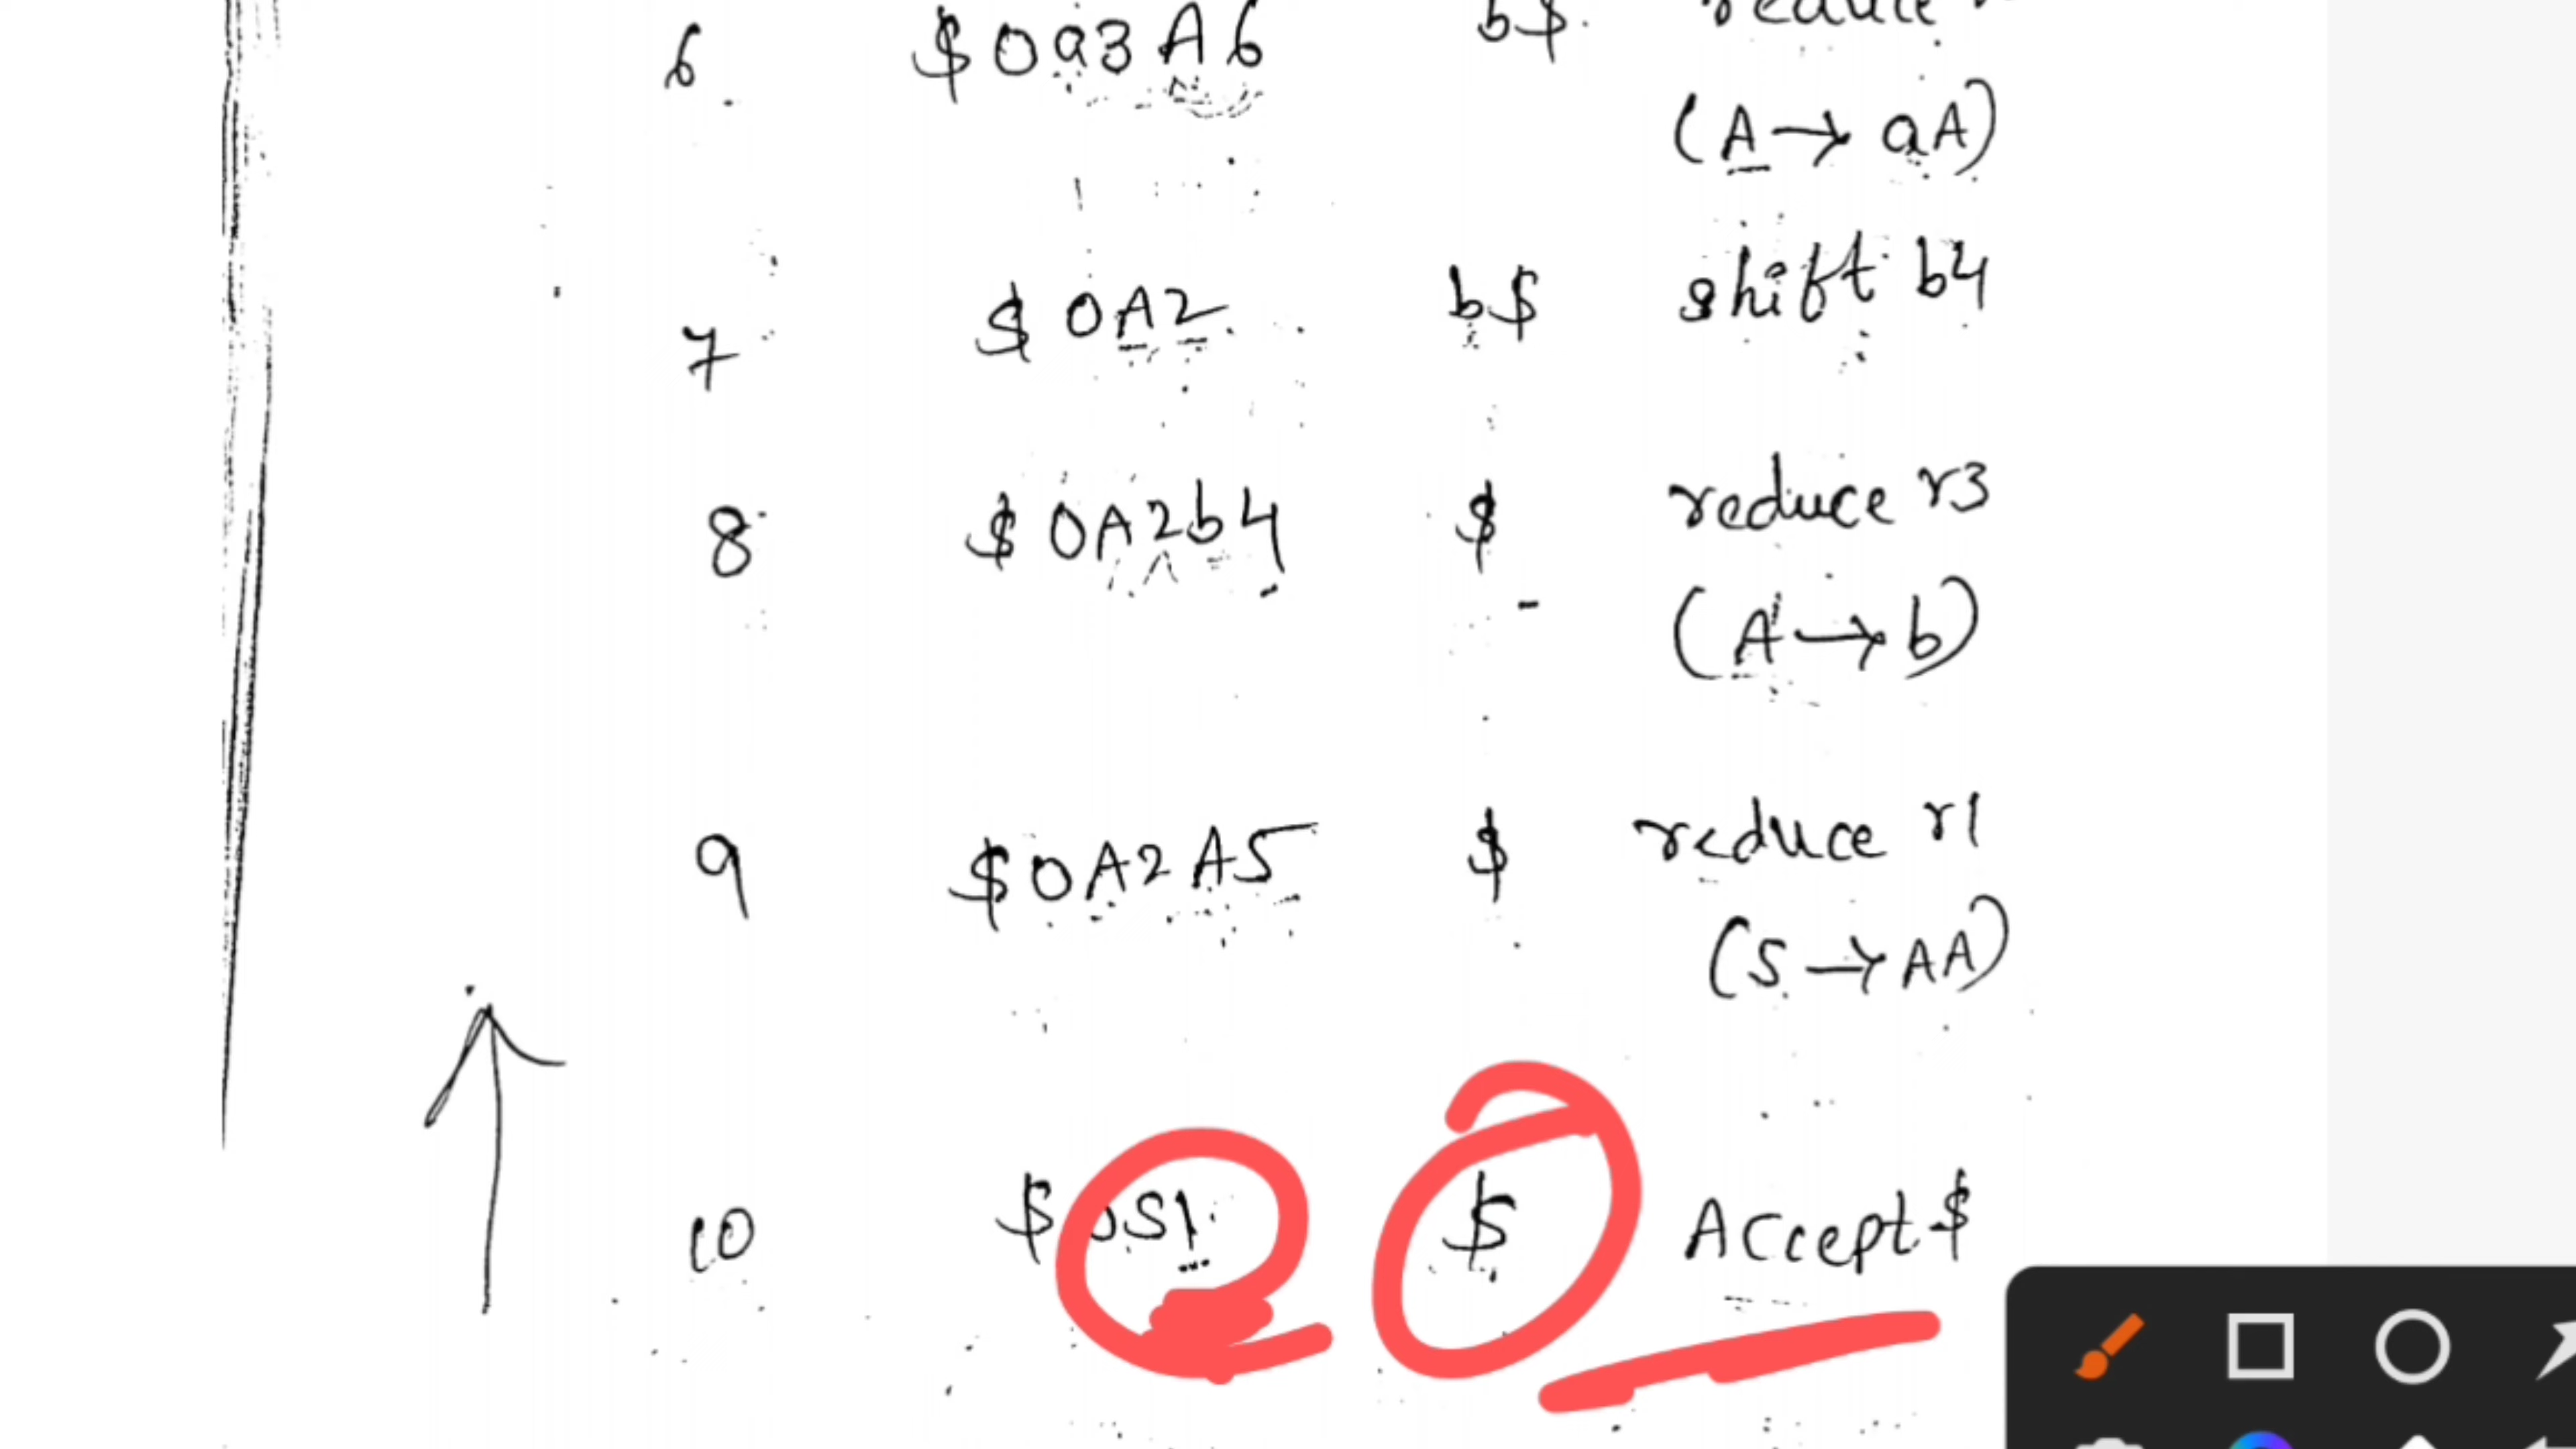 6 $0a3A6 b$ reduce
(A→aA)
7 $0A2 b$ shift b4
8 $0A2b4 $ reduce r3
(A→b)
9 $0A2A5 $ reduce r1
(S→AA)
10 $0S1 $ Accept $